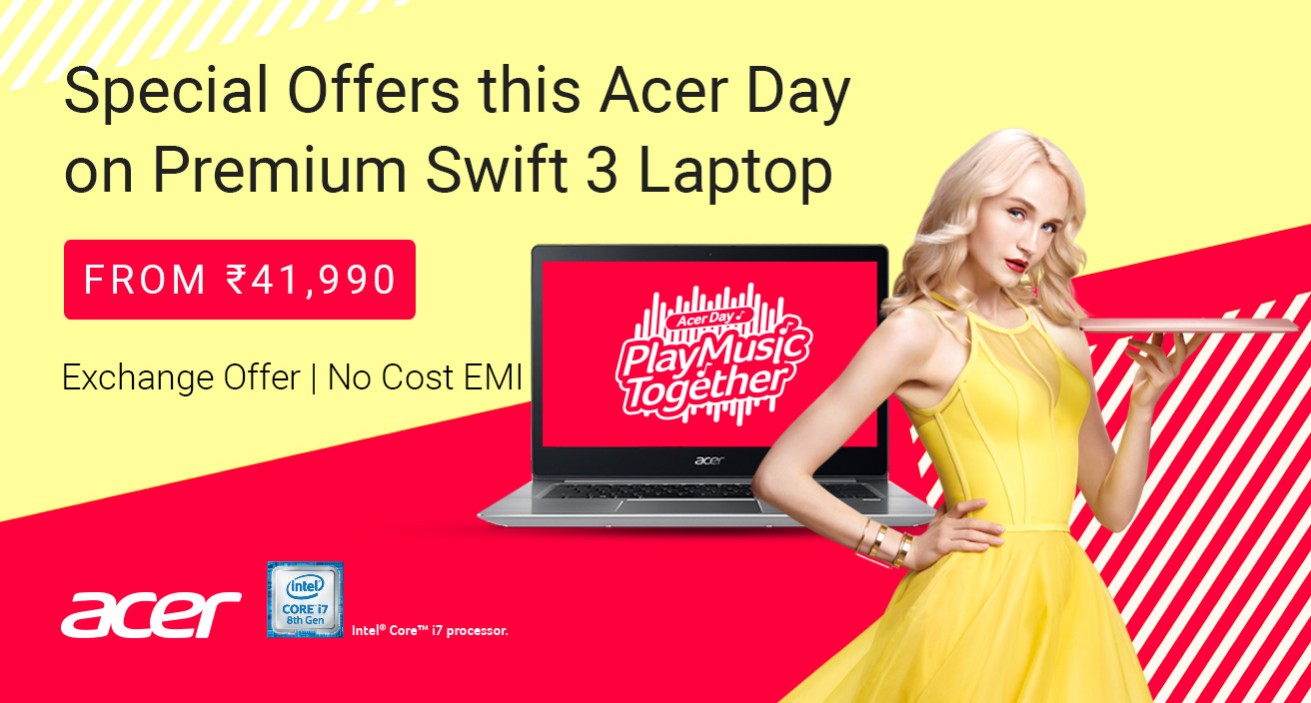 Special Offers this Acer Day
on Premium Swift 3 Laptop
FROM ₹41,990
Exchange Offer | No Cost EMI
Acer Day
Play Music
Together
acer
acer
intel
CORE i7
8th Gen
Intel® Core™ i7 processor.